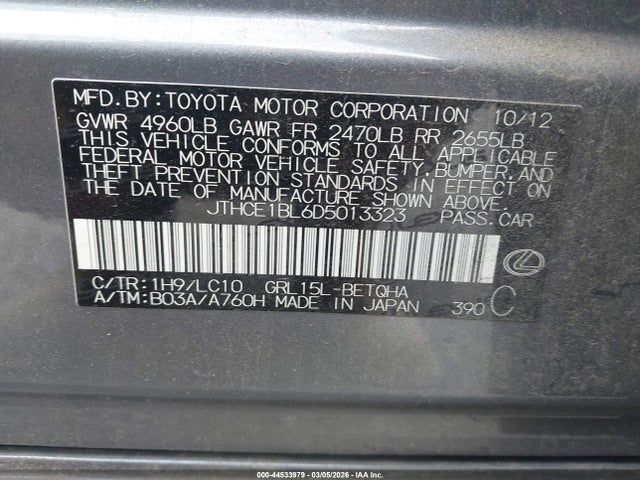 MFD.BY:TOYOTA MOTOR CORPORATION 10/12
GVWR 4960LB GAWR FR 2470LB RR 2655LB
THIS VEHICLE CONFORMS TO ALL APPLICABLE
FEDERAL MOTOR VEHICLE SAFETY,BUMPER,AND
THEFT PREVENTION STANDARDS IN EFFECT ON
THE DATE OF MANUFACTURE SHOWN ABOVE.
JTHCE1BL6D5013323 PASS.CAR
C/TR:1H9/LC10 GRL15L-BETQHA
A/TM:B03A/A760H MADE IN JAPAN 390 C
000-44533979 — 03/05/2026 — IAA Inc.